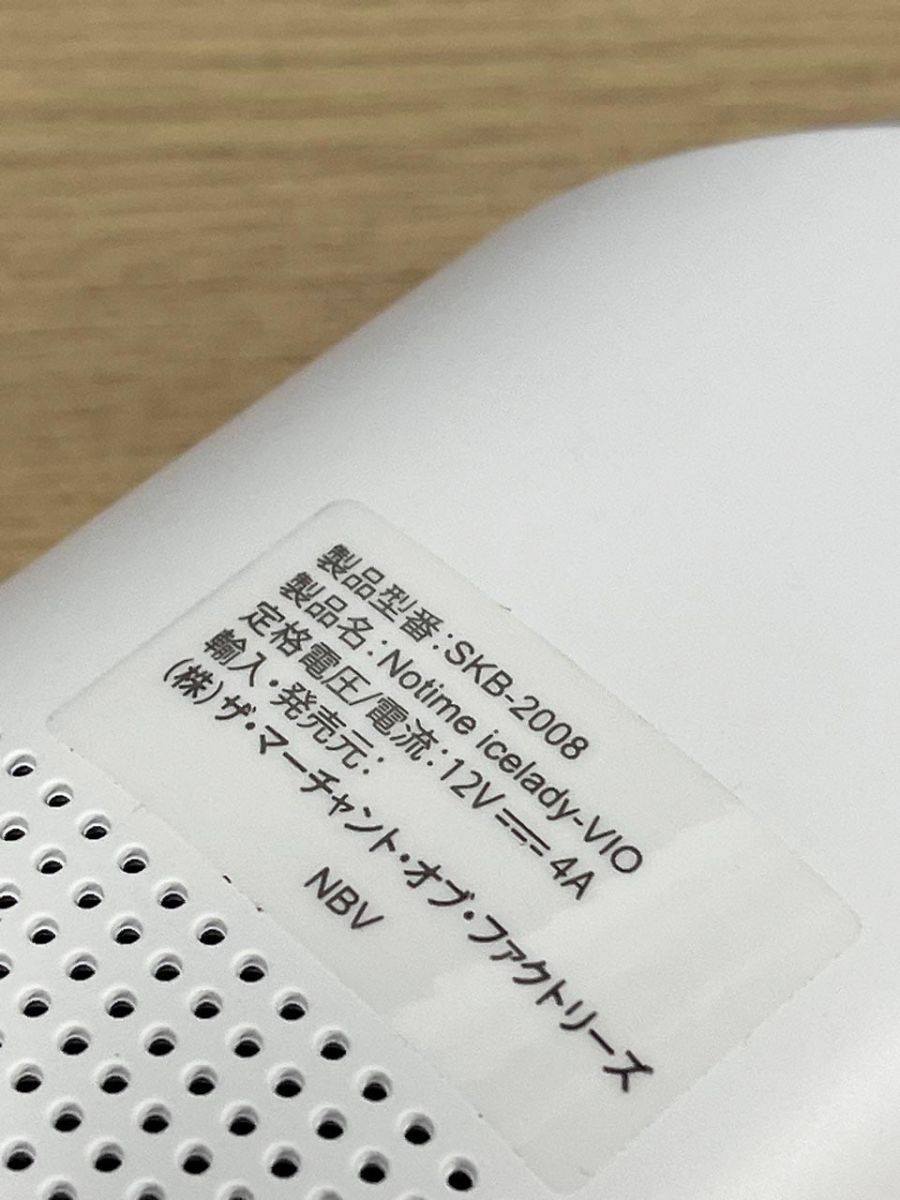 製品型番:SKB-2008
製品名:Notime icelady-VIO
定格電圧/電流:12V⎓4A
輸入・発売元:
(株)ザ・マーチャント・オブ・ファクトリーズ
NBV